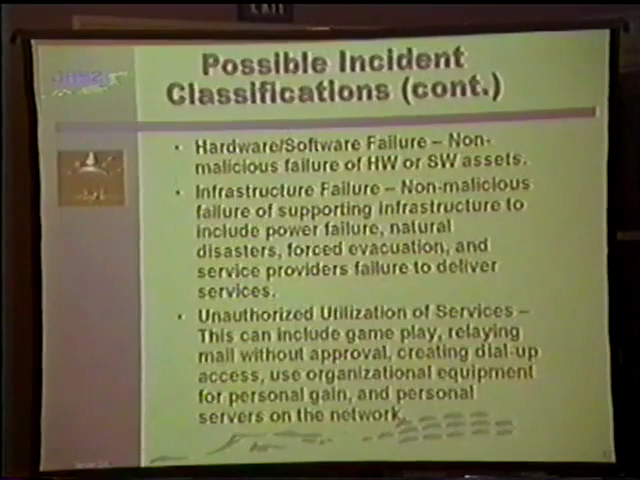 EXIT
Possible Incident
Classifications (cont.)
• Hardware/Software Failure – Non-
malicious failure of HW or SW assets.
• Infrastructure Failure – Non-malicious
failure of supporting infrastructure to
include power failure, natural
disasters, forced evacuation, and
service providers failure to deliver
services.
• Unauthorized Utilization of Services –
This can include game play, relaying
mail without approval, creating dial-up
access, use organizational equipment
for personal gain, and personal
servers on the network.